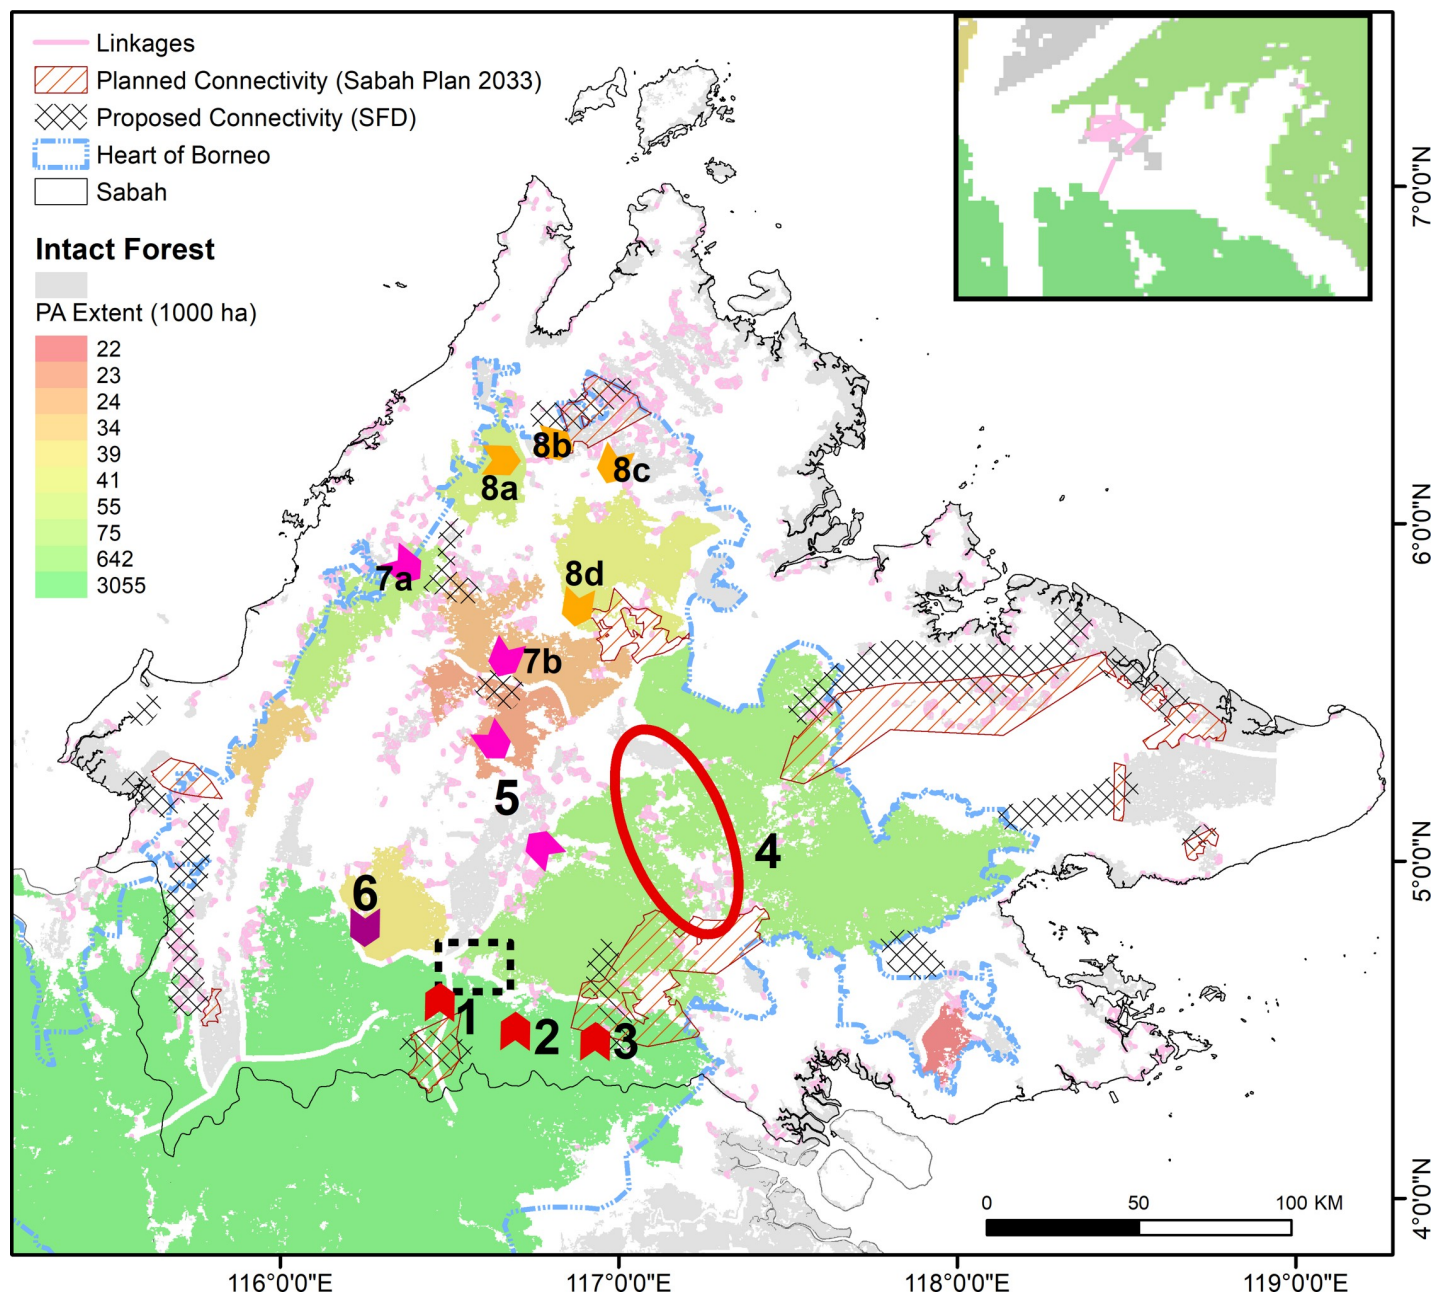 Linkages
Planned Connectivity (Sabah Plan 2033)
Proposed Connectivity (SFD)
Heart of Borneo
Sabah
Intact Forest
PA Extent (1000 ha)
22
23
24
34
39
41
55
75
642
3055
7°0'0"N
6°0'0"N
5°0'0"N
4°0'0"N
8b
8c
8a
7a
8d
7b
5
4
6
1
2
3
0 50 100 KM
116°0'0"E 117°0'0"E 118°0'0"E 119°0'0"E